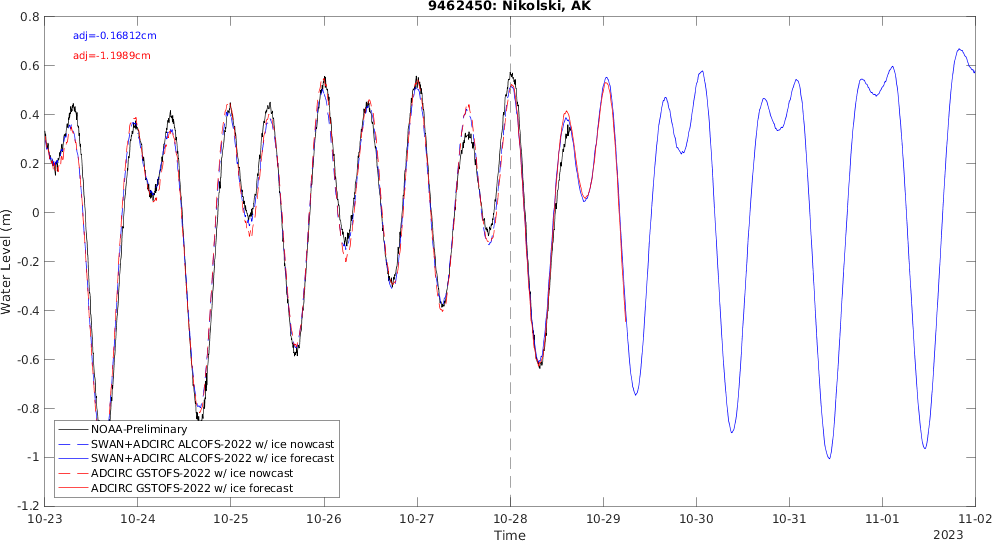 9462450: Nikolski, AK
adj=-0.16812cm
adj=-1.1989cm
0.8
0.6
0.4
0.2
0
-0.2
-0.4
-0.6
-0.8
-1
-1.2
Water Level (m)
NOAA-Preliminary
SWAN+ADCIRC ALCOFS-2022 w/ ice nowcast
SWAN+ADCIRC ALCOFS-2022 w/ ice forecast
ADCIRC GSTOFS-2022 w/ ice nowcast
ADCIRC GSTOFS-2022 w/ ice forecast
10-23 10-24 10-25 10-26 10-27 10-28 10-29 10-30 10-31 11-01 11-02
Time
2023